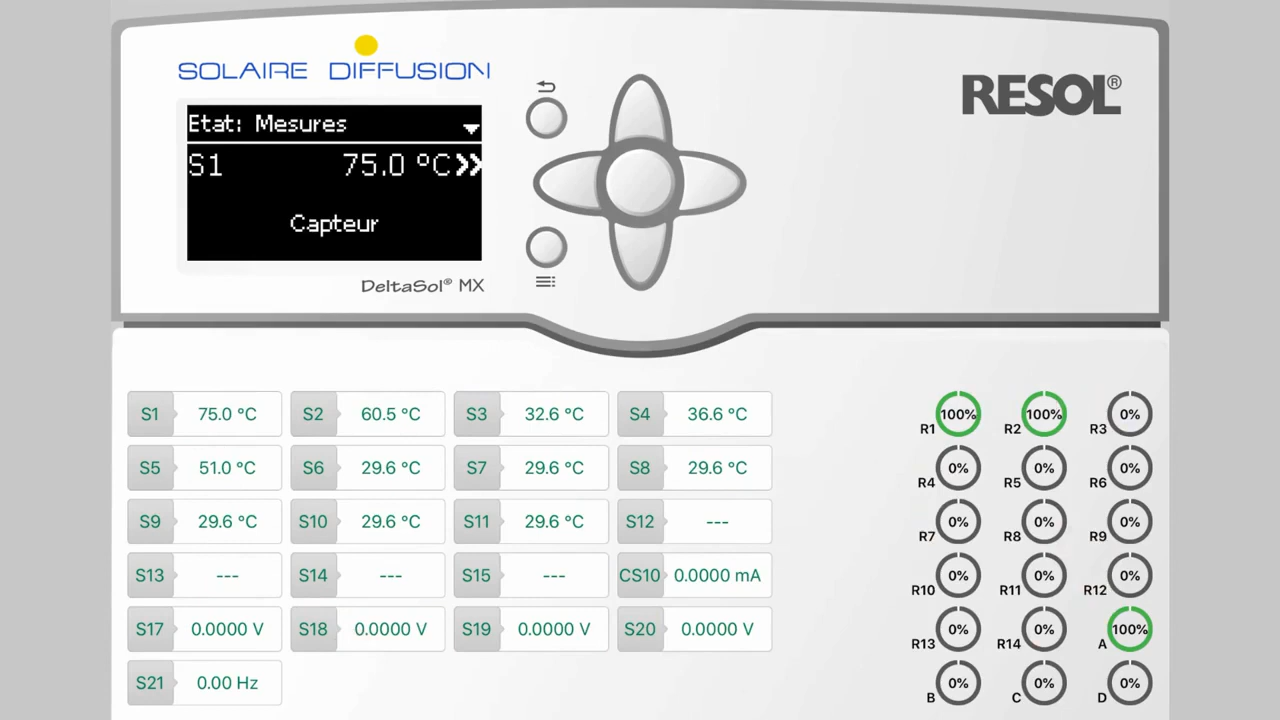 SOLAIRE DIFFUSION
RESOL®
Etat: Mesures
S1 75.0 °C
Capteur
DeltaSol® MX
S1 75.0 °C S2 60.5 °C S3 32.6 °C S4 36.6 °C
S5 51.0 °C S6 29.6 °C S7 29.6 °C S8 29.6 °C
S9 29.6 °C S10 29.6 °C S11 29.6 °C S12 ---
S13 --- S14 --- S15 --- CS10 0.0000 mA
S17 0.0000 V S18 0.0000 V S19 0.0000 V S20 0.0000 V
S21 0.00 Hz
R1 100% R2 100% R3 0%
R4 0% R5 0% R6 0%
R7 0% R8 0% R9 0%
R10 0% R11 0% R12 0%
R13 0% R14 0% A 100%
B 0% C 0% D 0%